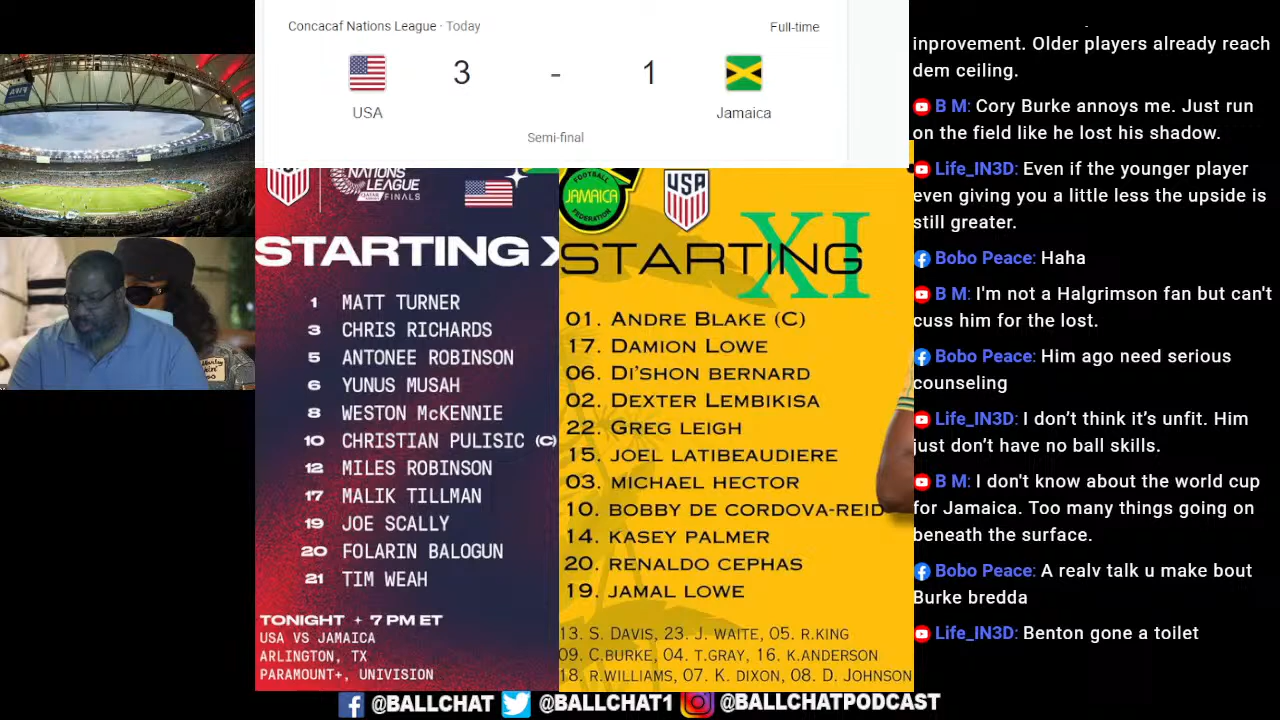 Concacaf Nations League · Today
Full-time
3 - 1
USA
Jamaica
Semi-final
NATIONS
LEAGUE
FINALS
STARTING X
1 MATT TURNER
3 CHRIS RICHARDS
5 ANTONEE ROBINSON
6 YUNUS MUSAH
8 WESTON McKENNIE
10 CHRISTIAN PULISIC (C)
12 MILES ROBINSON
17 MALIK TILLMAN
19 JOE SCALLY
20 FOLARIN BALOGUN
21 TIM WEAH
TONIGHT + 7 PM ET
USA VS JAMAICA
ARLINGTON, TX
PARAMOUNT+, UNIVISION
FOOTBALL
JAMAICA
FEDERATION
USA
XI
STARTING
01. ANDRE BLAKE (C)
17. DAMION LOWE
06. DI'SHON BERNARD
02. DEXTER LEMBIKISA
22. GREG LEIGH
15. JOEL LATIBEAUDIERE
03. MICHAEL HECTOR
10. BOBBY DE CORDOVA-REID
14. KASEY PALMER
20. RENALDO CEPHAS
19. JAMAL LOWE
13. S. DAVIS, 23. J. WAITE, 05. R.KING
09. C.BURKE, 04. T.GRAY, 16. K.ANDERSON
18. R.WILLIAMS, 07. K. DIXON, 08. D. JOHNSON
inprovement. Older players already reach
dem ceiling.
B M: Cory Burke annoys me. Just run
on the field like he lost his shadow.
Life_IN3D: Even if the younger player
even giving you a little less the upside is
still greater.
Bobo Peace: Haha
B M: I'm not a Halgrimson fan but can't
cuss him for the lost.
Bobo Peace: Him ago need serious
counseling
Life_IN3D: I don't think it's unfit. Him
just don't have no ball skills.
B M: I don't know about the world cup
for Jamaica. Too many things going on
beneath the surface.
Bobo Peace: A realv talk u make bout
Burke bredda
Life_IN3D: Benton gone a toilet
@BALLCHAT @BALLCHAT1 @BALLCHATPODCAST